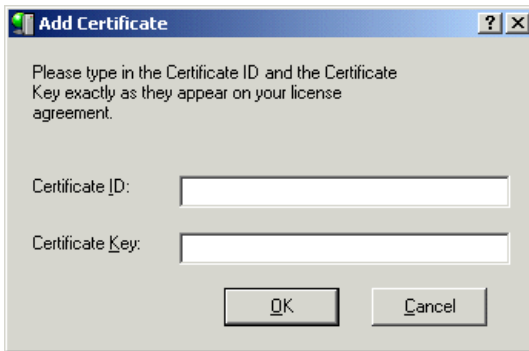 Add Certificate
Please type in the Certificate ID and the Certificate
Key exactly as they appear on your license
agreement.
Certificate ID:
Certificate Key:
OK Cancel